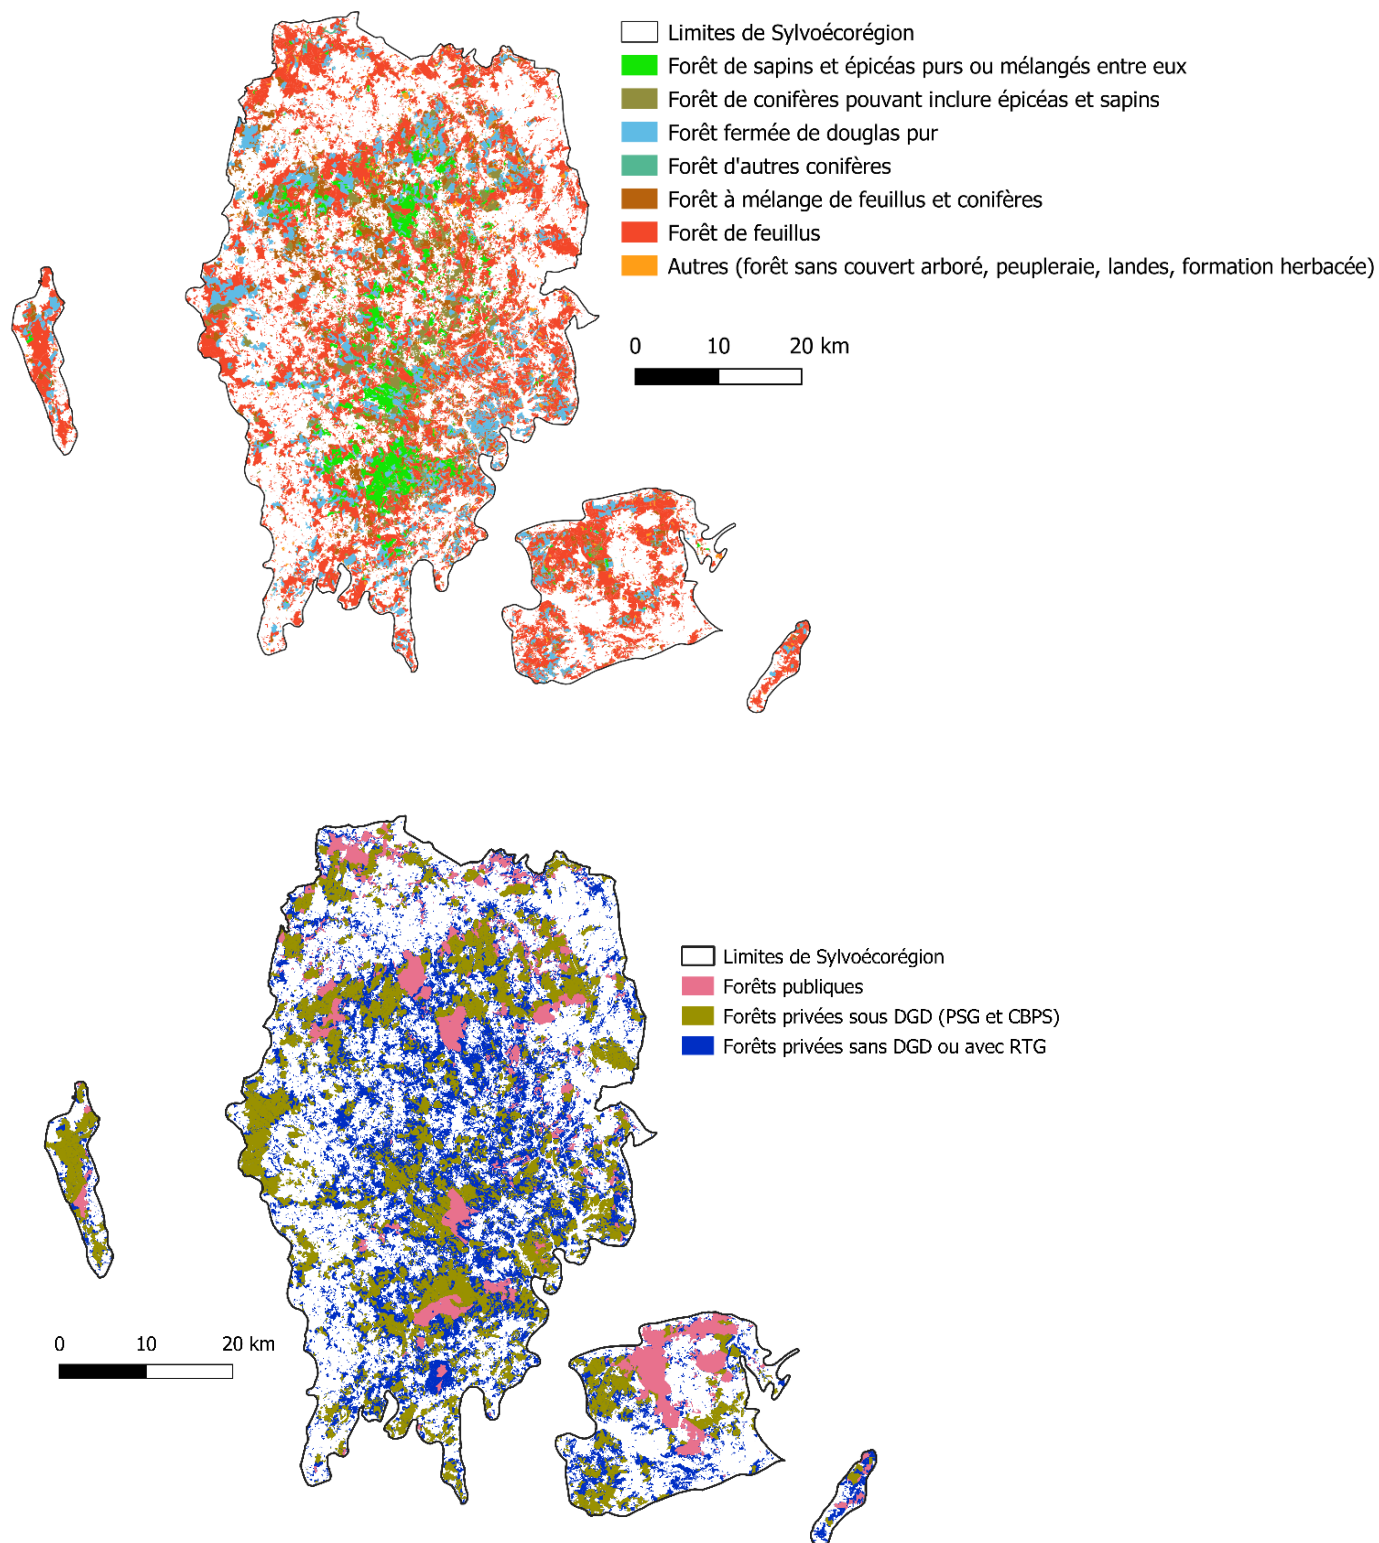 Limites de Sylvoécorégion
Forêt de sapins et épicéas purs ou mélangés entre eux
Forêt de conifères pouvant inclure épicéas et sapins
Forêt fermée de douglas pur
Forêt d'autres conifères
Forêt à mélange de feuillus et conifères
Forêt de feuillus
Autres (forêt sans couvert arboré, peupleraie, landes, formation herbacée)
0 10 20 km
Limites de Sylvoécorégion
Forêts publiques
Forêts privées sous DGD (PSG et CBPS)
Forêts privées sans DGD ou avec RTG
0 10 20 km